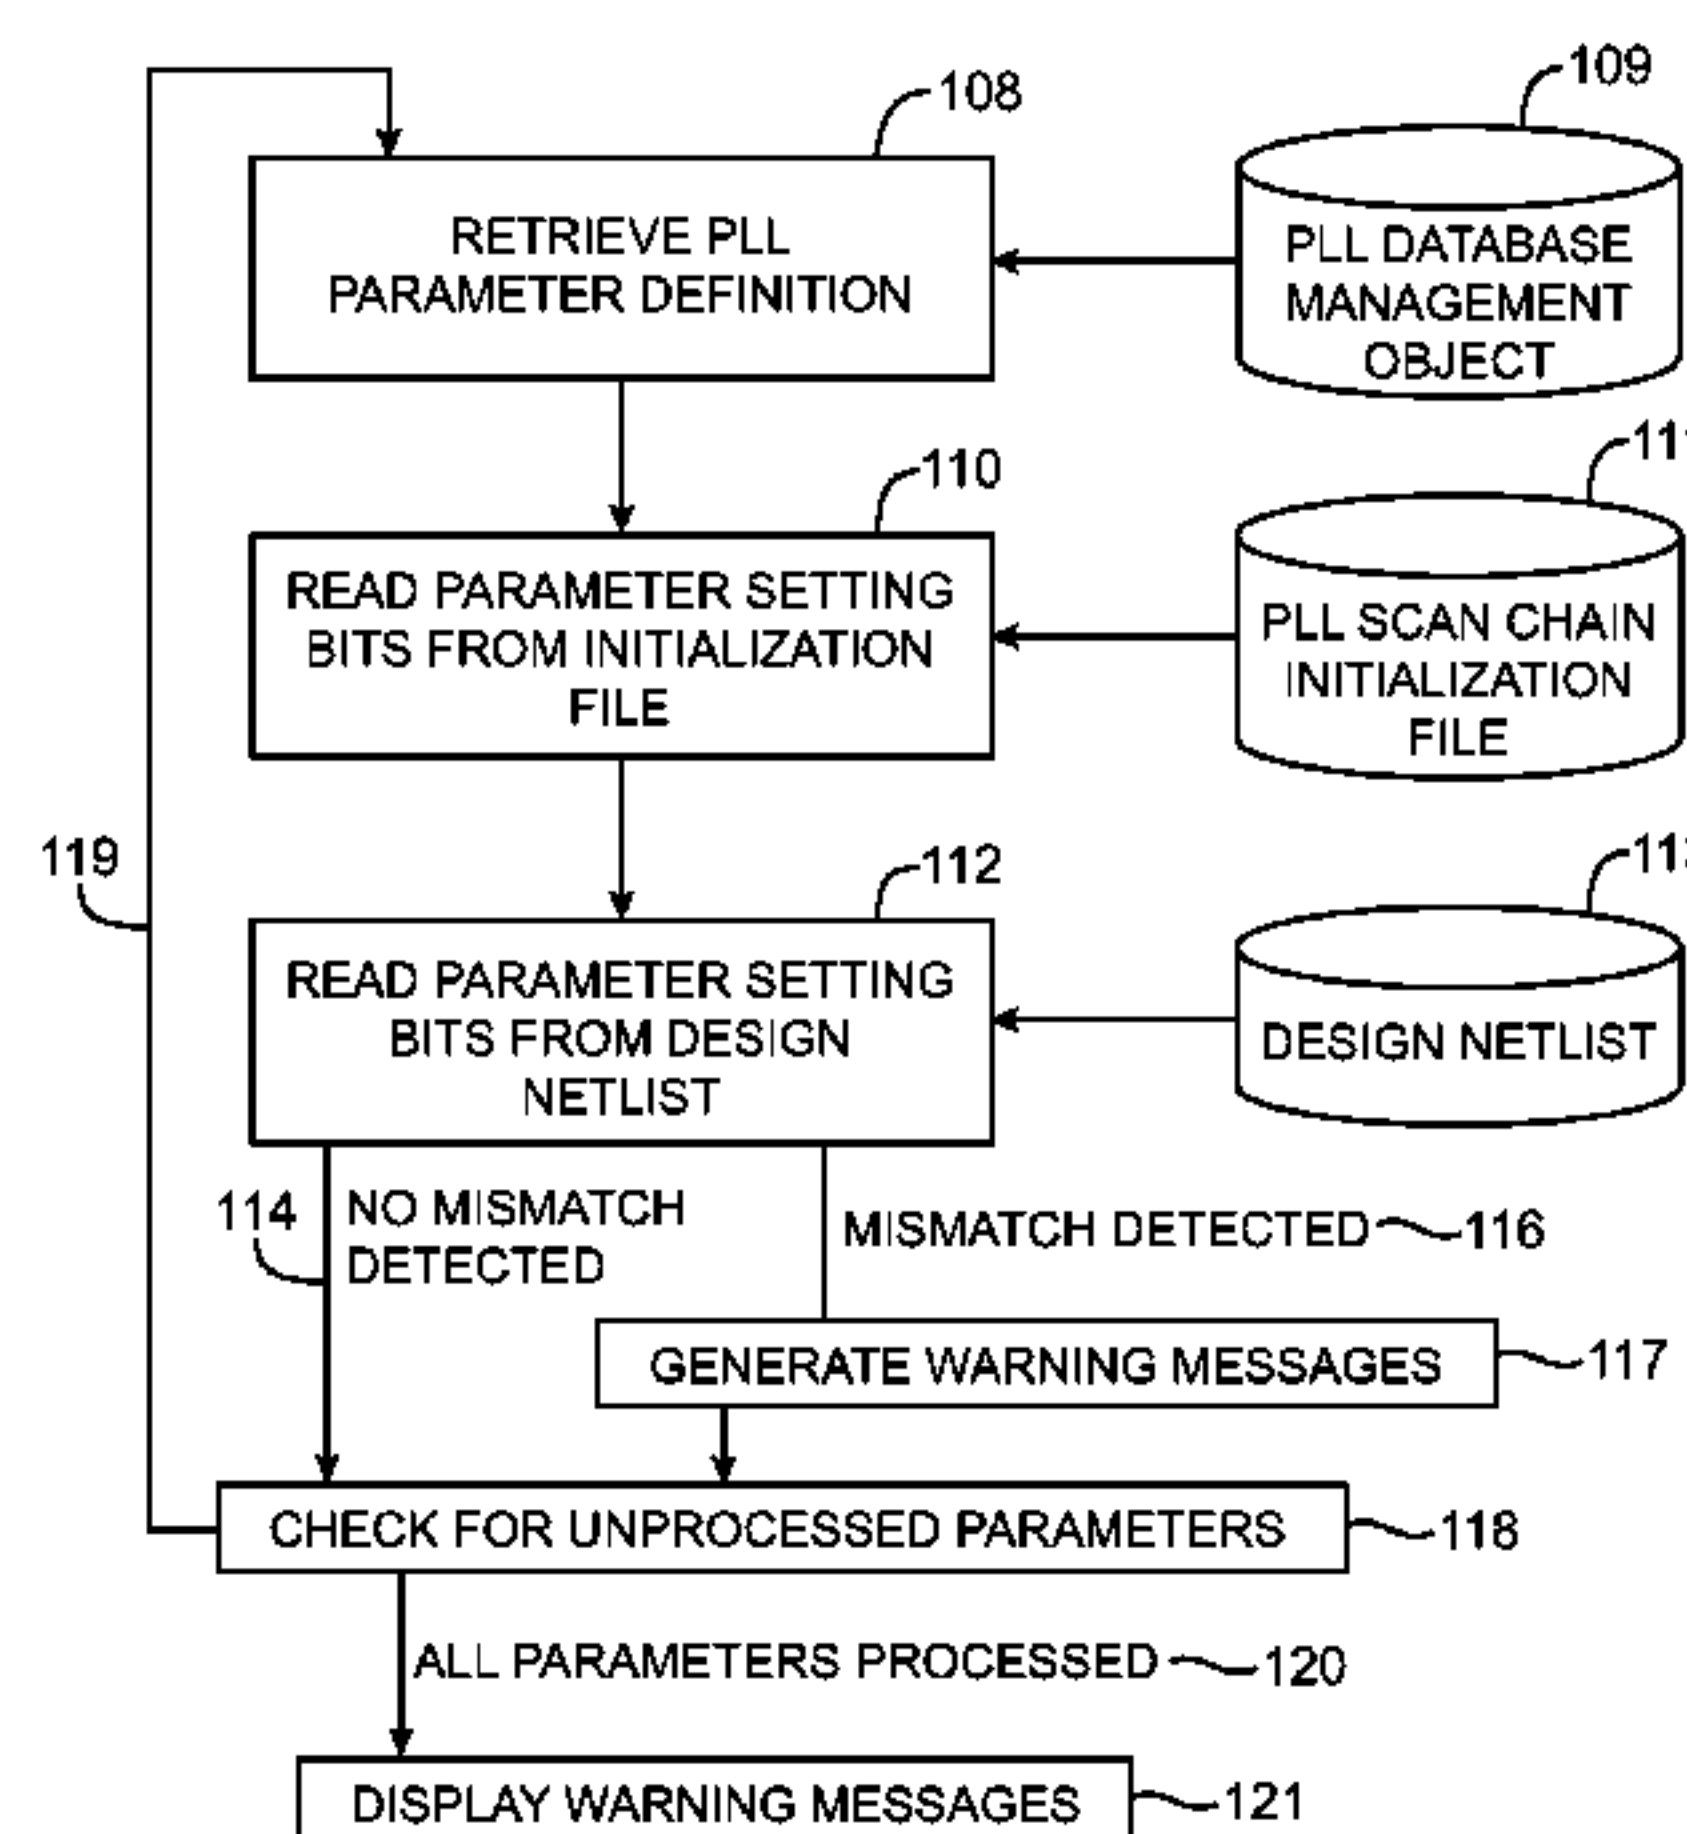 109
108
RETRIEVE PLL
PARAMETER DEFINITION
PLL DATABASE
MANAGEMENT
OBJECT
110
READ PARAMETER SETTING
BITS FROM INITIALIZATION
FILE
PLL SCAN CHAIN
INITIALIZATION
FILE
119
112
READ PARAMETER SETTING
BITS FROM DESIGN
NETLIST
DESIGN NETLIST
114
NO MISMATCH
DETECTED
MISMATCH DETECTED
116
GENERATE WARNING MESSAGES
117
CHECK FOR UNPROCESSED PARAMETERS
118
ALL PARAMETERS PROCESSED
120
DISPLAY WARNING MESSAGES
121